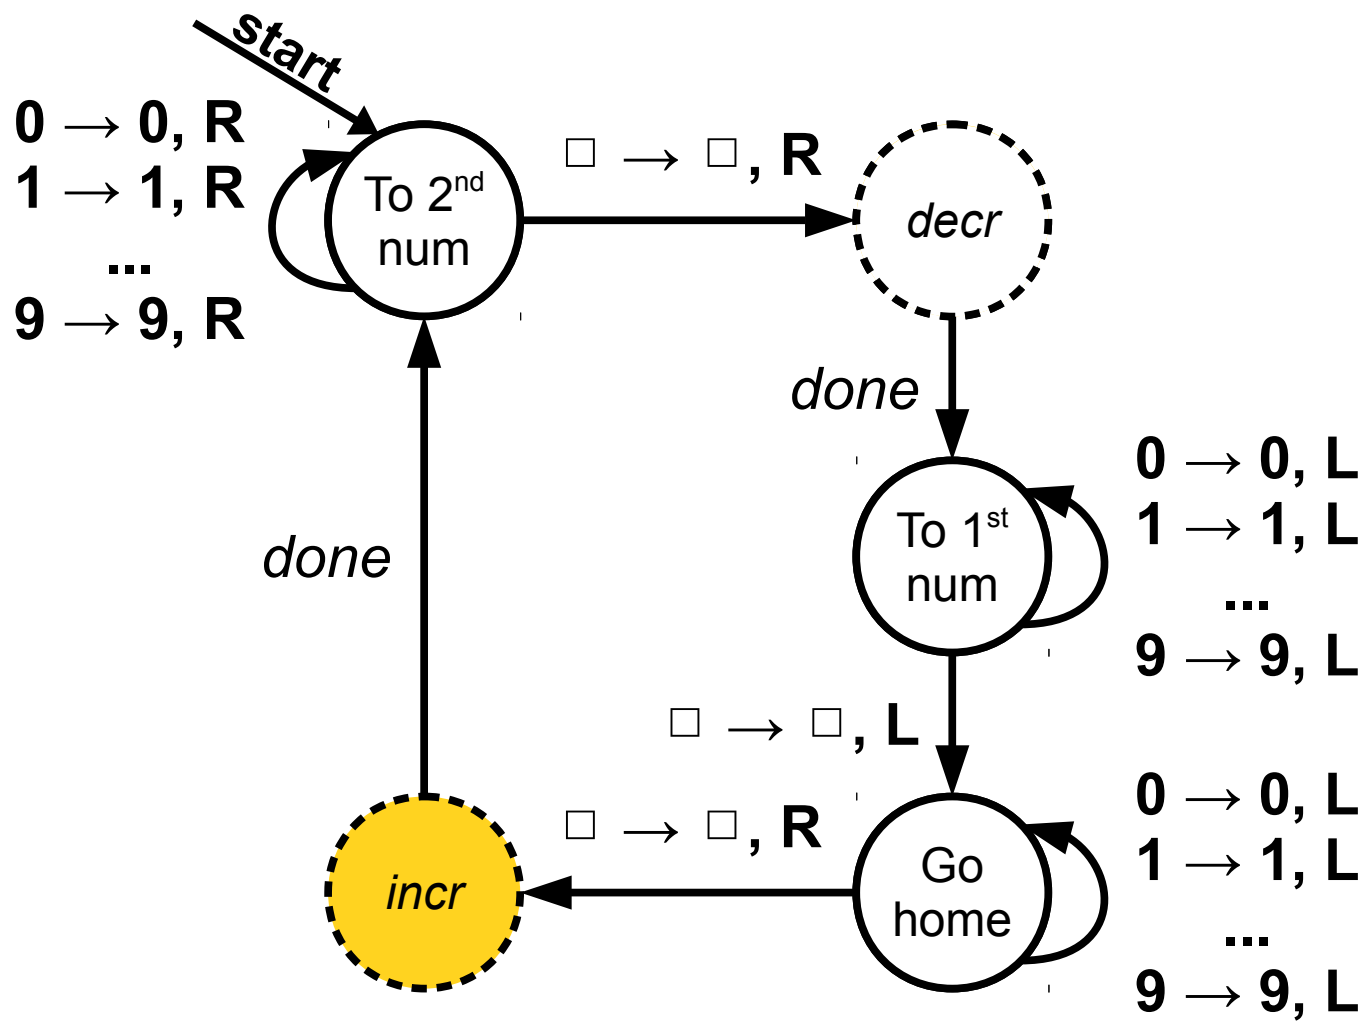 start
0 → 0, R
1 → 1, R
...
9 → 9, R
To 2nd
num
□ → □, R
decr
done
0 → 0, L
1 → 1, L
...
9 → 9, L
To 1st
num
done
□ → □, L
□ → □, R
0 → 0, L
1 → 1, L
...
9 → 9, L
Go
home
incr